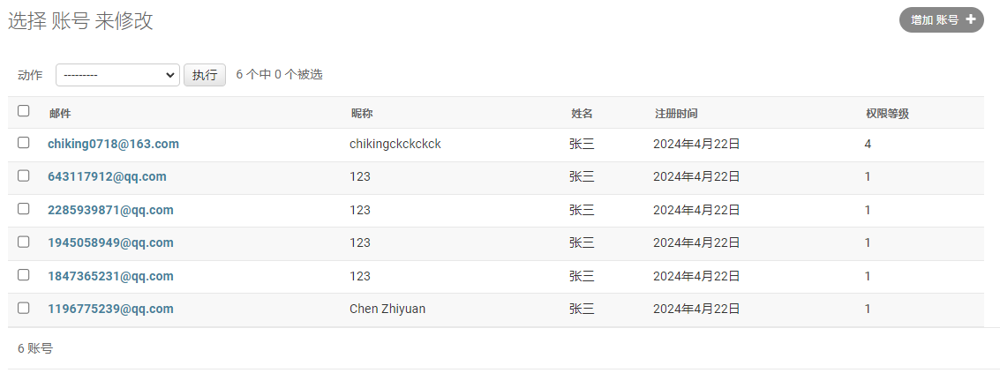 选择 账号 来修改
增加 账号 +
动作 --------- 执行 6 个中 0 个被选
邮件 昵称 姓名 注册时间 权限等级
chiking0718@163.com chikingckckckck 张三 2024年4月22日 4
643117912@qq.com 123 张三 2024年4月22日 1
2285939871@qq.com 123 张三 2024年4月22日 1
1945058949@qq.com 123 张三 2024年4月22日 1
1847365231@qq.com 123 张三 2024年4月22日 1
1196775239@qq.com Chen Zhiyuan 张三 2024年4月22日 1
6 账号